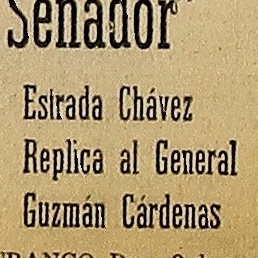 Senador
Estrada Chávez
Replica al General
Guzmán Cárdenas